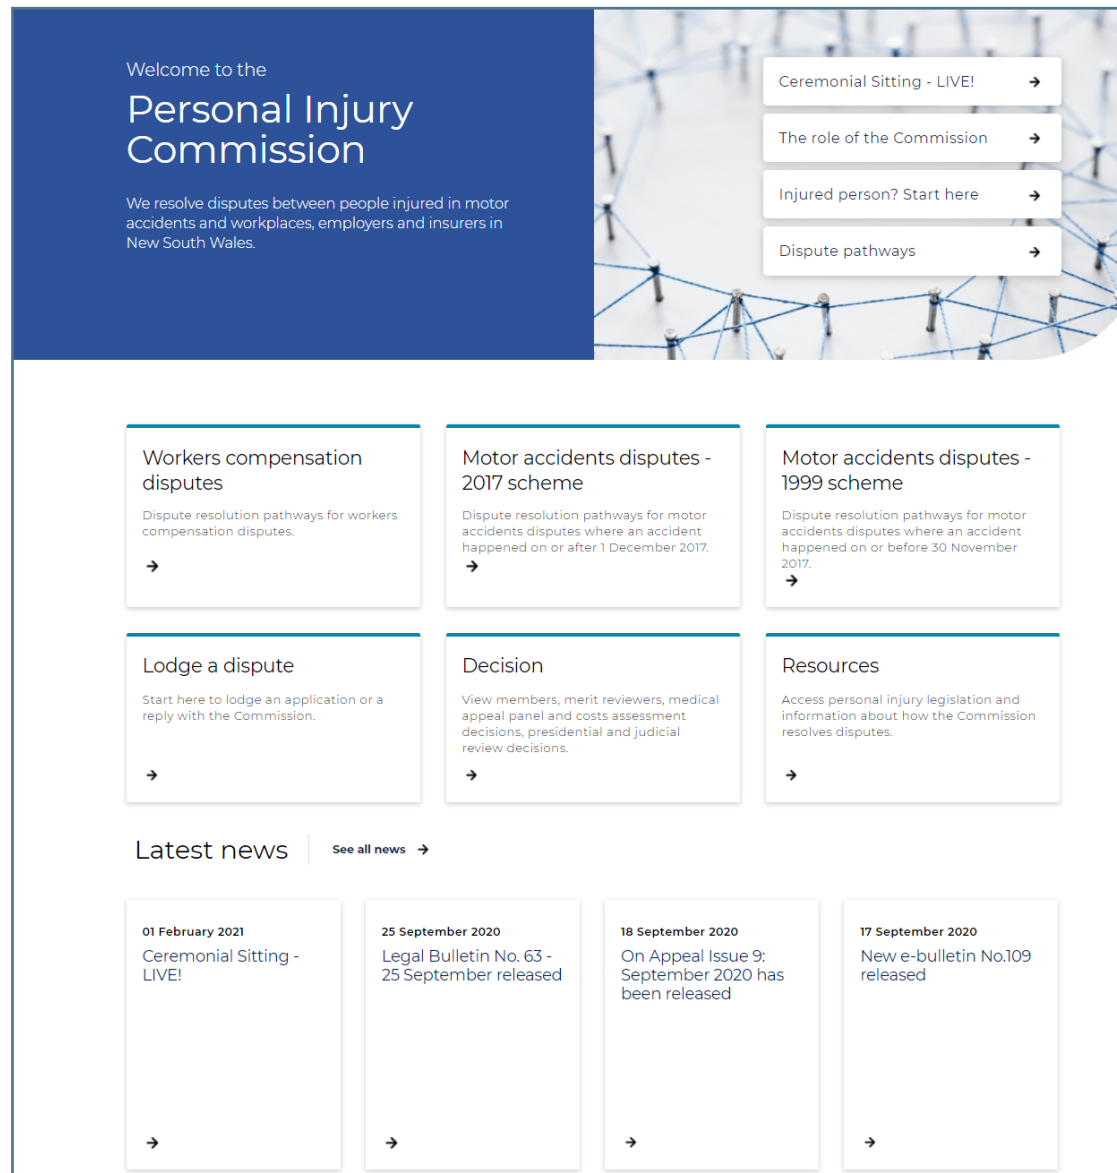 Welcome to the
Personal Injury
Commission
We resolve disputes between people injured in motor
accidents and workplaces, employers and insurers in
New South Wales.
Ceremonial Sitting - LIVE!
The role of the Commission
Injured person? Start here
Dispute pathways
Workers compensation
disputes
Dispute resolution pathways for workers
compensation disputes.
Motor accidents disputes -
2017 scheme
Dispute resolution pathways for motor
accidents disputes where an accident
happened on or after 1 December 2017.
Motor accidents disputes -
1999 scheme
Dispute resolution pathways for motor
accidents disputes where an accident
happened on or before 30 November
2017.
Lodge a dispute
Start here to lodge an application or a
reply with the Commission.
Decision
View members, merit reviewers, medical
appeal panel and costs assessment
decisions, presidential and judicial
review decisions.
Resources
Access personal injury legislation and
information about how the Commission
resolves disputes.
Latest news
See all news
01 February 2021
Ceremonial Sitting -
LIVE!
25 September 2020
Legal Bulletin No. 63 -
25 September released
18 September 2020
On Appeal Issue 9:
September 2020 has
been released
17 September 2020
New e-bulletin No.109
released